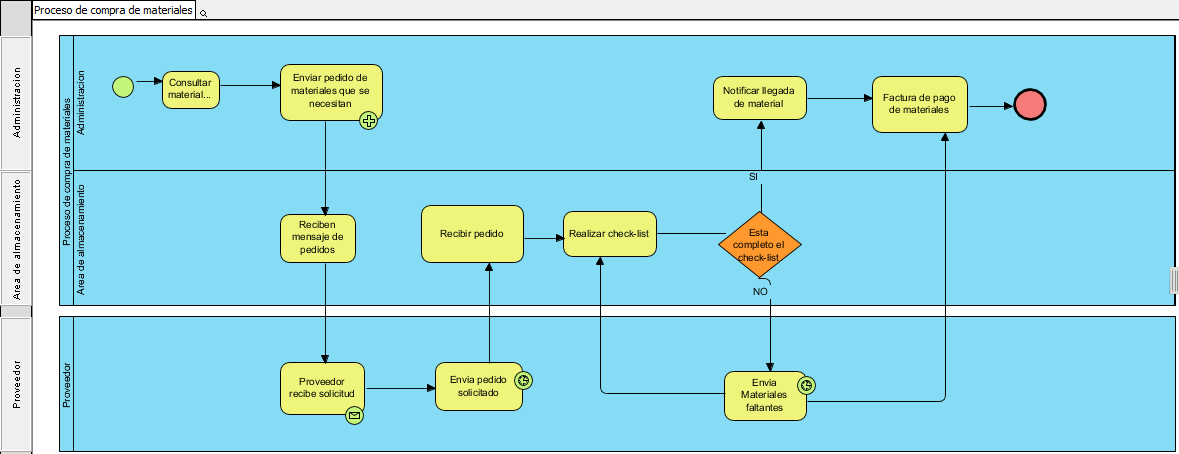 Proceso de compra de materiales
Administracion
Area de almacenamiento
Proveedor
Proceso de compra de materiales
Administracion
Area de almacenamiento
Proveedor
Consultar
material...
Enviar pedido de
materiales que se
necesitan
Notificar llegada
de material
Factura de pago
de materiales
SI
Reciben
mensaje de
pedidos
Recibir pedido
Realizar check-list
Esta
completo el
check-list
NO
Proveedor
recibe solicitud
Envia pedido
solicitado
Envia
Materiales
faltantes